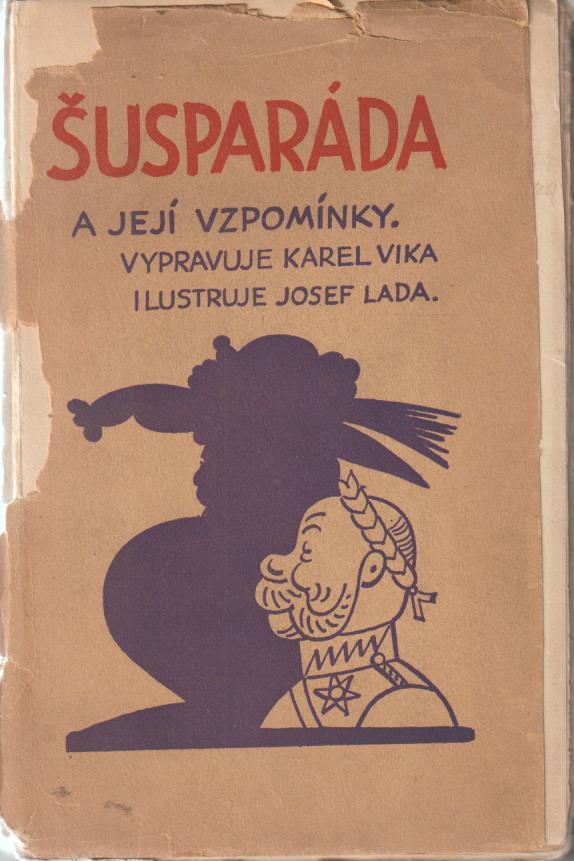 ŠUSPARÁDA
A JEJÍ VZPOMÍNKY.
VYPRAVUJE KAREL VIKA
ILUSTRUJE JOSEF LADA.